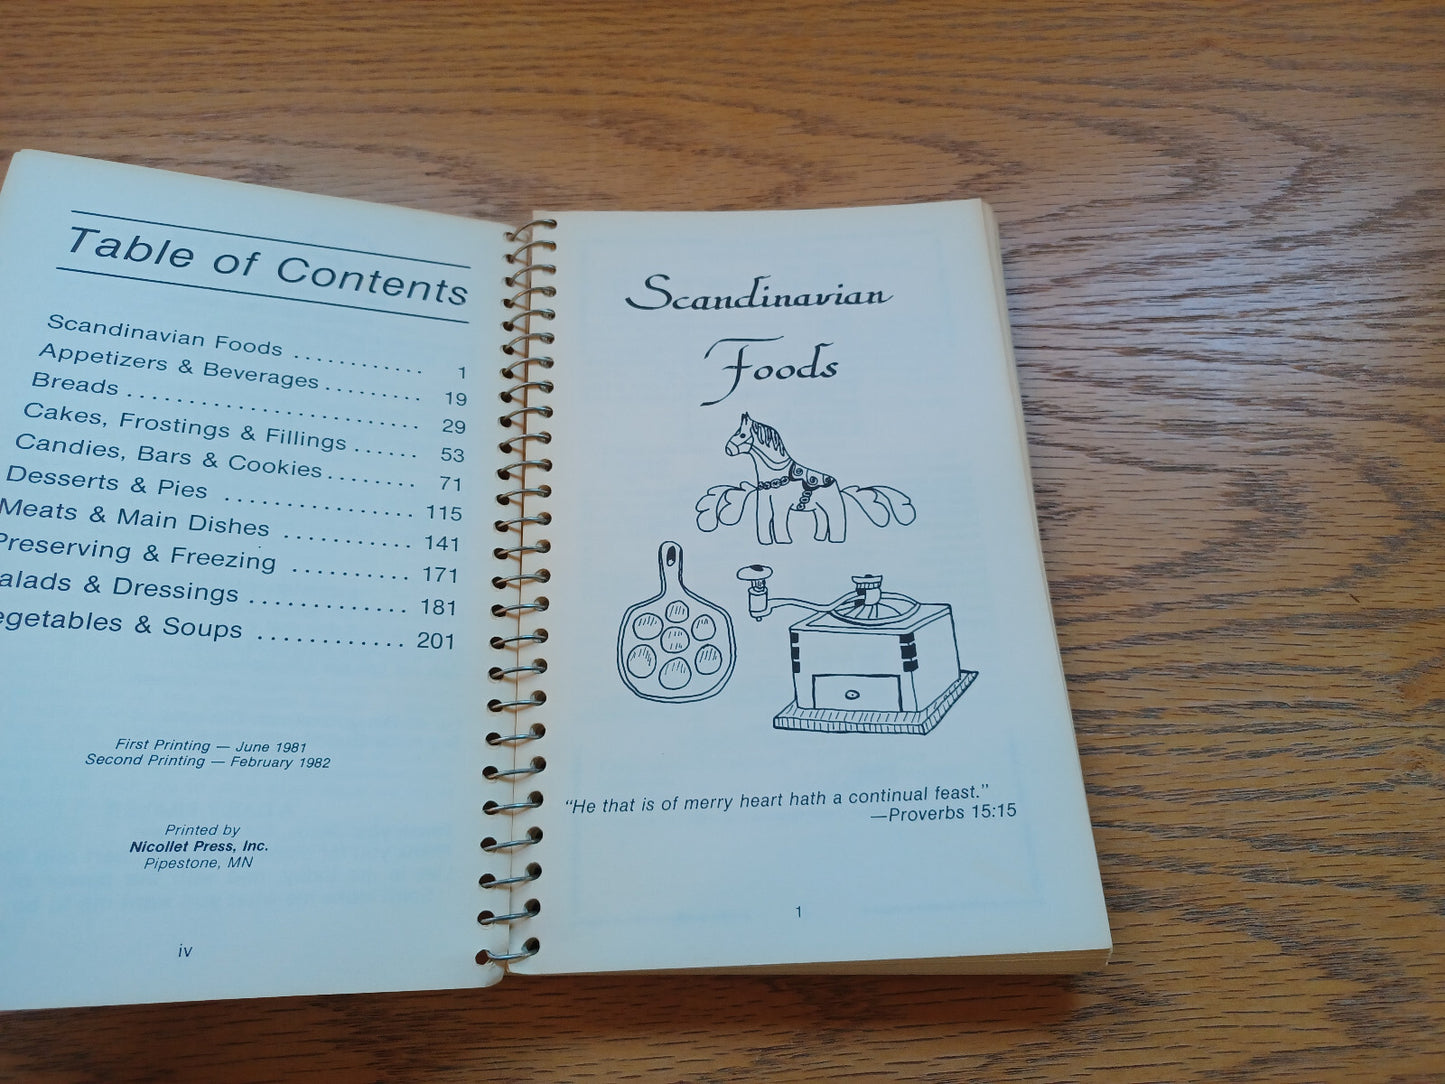 Table of Contents
Scandinavian Foods ............ 1
Appetizers & Beverages ......... 19
Breads .......................... 29
Cakes, Frostings & Fillings ...... 53
Candies, Bars & Cookies ........ 71
Desserts & Pies ................. 115
Meats & Main Dishes ............ 141
Preserving & Freezing ........... 171
alads & Dressings .............. 181
egetables & Soups ............. 201
First Printing — June 1981
Second Printing — February 1982
Printed by
Nicollet Press, Inc.
Pipestone, MN
iv
Scandinavian
Foods
“He that is of merry heart hath a continual feast.”
—Proverbs 15:15
1